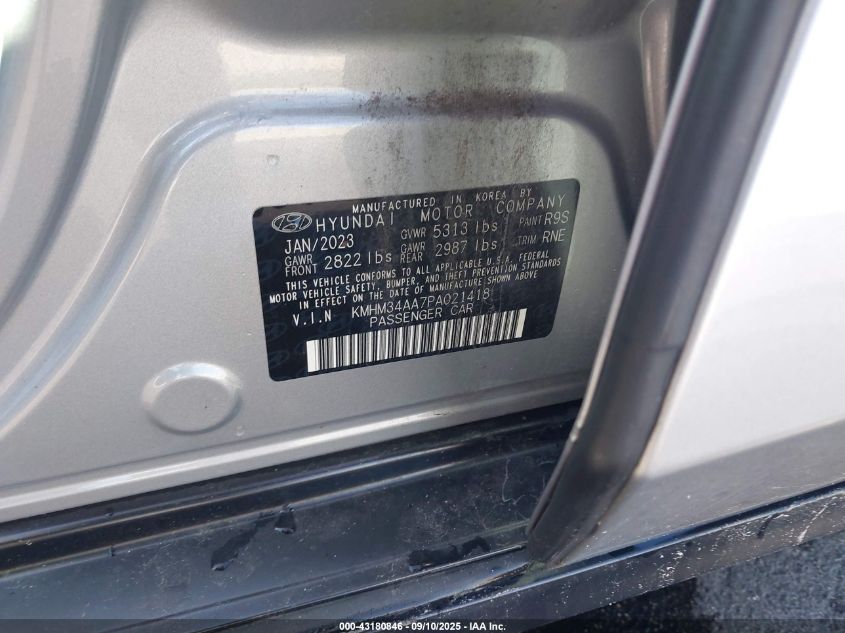 MANUFACTURED IN KOREA BY
HYUNDAI MOTOR COMPANY
JAN/2023 GVWR 5313 lbs PAINT R9S
GAWR FRONT 2822 lbs GAWR REAR 2987 lbs TRIM RNE
THIS VEHICLE CONFORMS TO ALL APPLICABLE U.S.A. FEDERAL
MOTOR VEHICLE SAFETY, BUMPER, AND THEFT PREVENTION STANDARDS
IN EFFECT ON THE DATE OF MANUFACTURE SHOWN ABOVE.
V.I.N KMHM34AA7PA021418
PASSENGER CAR
000-43180846 - 09/10/2025 - IAA Inc.